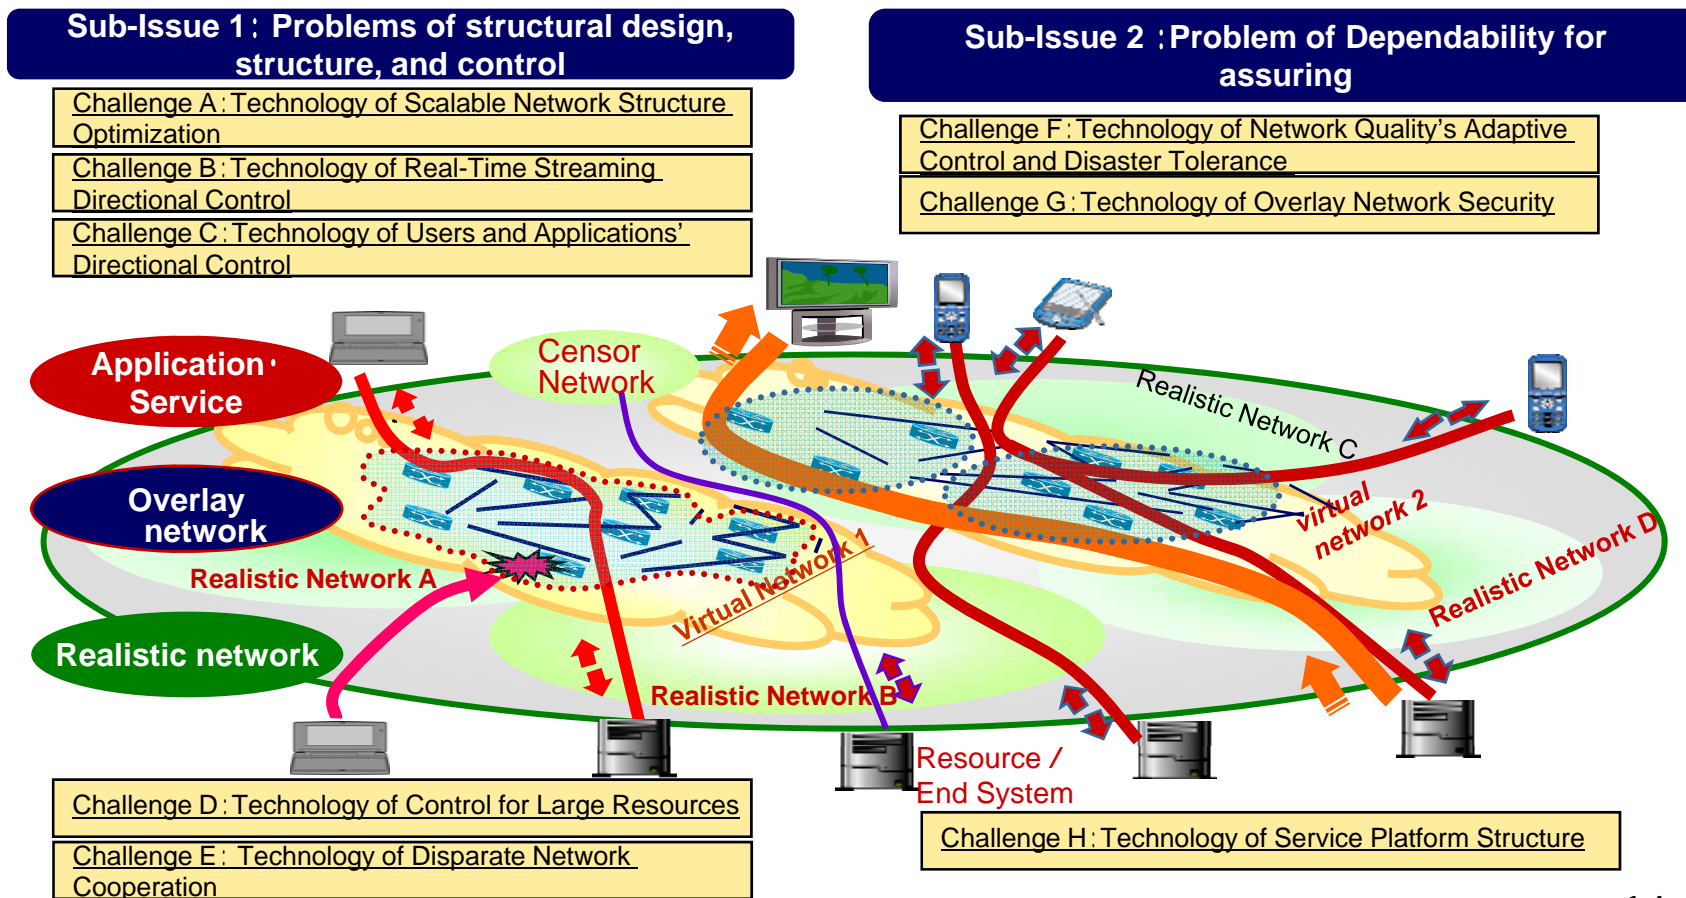 Sub-Issue 1: Problems of structural design,
structure, and control
Challenge A:Technology of Scalable Network Structure
Optimization
Challenge B:Technology of Real-Time Streaming
Directional Control
Challenge C:Technology of Users and Applications’
Directional Control
Sub-Issue 2 :Problem of Dependability for
assuring
Challenge F:Technology of Network Quality’s Adaptive
Control and Disaster Tolerance
Challenge G:Technology of Overlay Network Security
Application・
Service
Censor
Network
Realistic Network C
Overlay
network
virtual
network 2
Realistic Network A
Virtual Network 1
Realistic Network D
Realistic network
Realistic Network B
Resource /
End System
Challenge D:Technology of Control for Large Resources
Challenge E: Technology of Disparate Network
Cooperation
Challenge H:Technology of Service Platform Structure